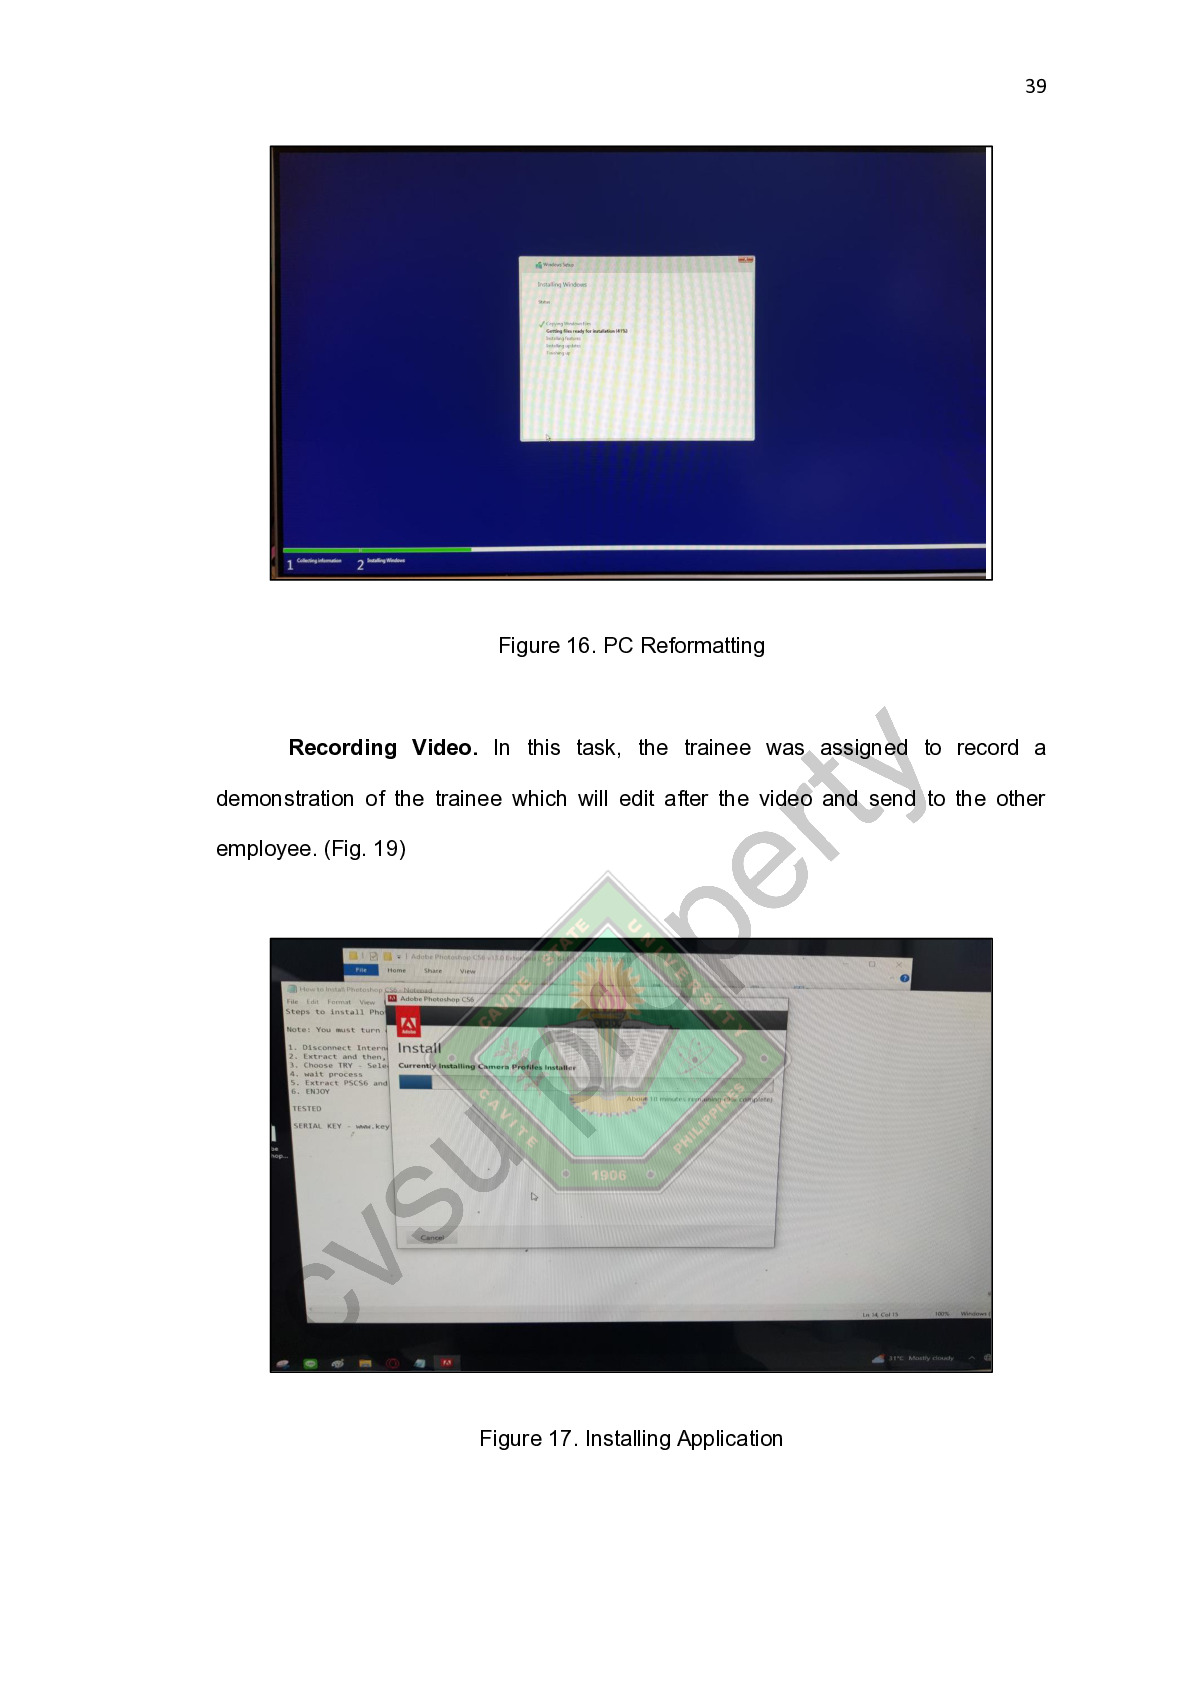 39
Windows Setup
Installing Windows
Status
Copying Windows files
Getting files ready for installation
Installing features
Installing updates
Finishing up
1 Collecting information 2 Installing Windows
Figure 16. PC Reformatting
Recording Video. In this task, the trainee was assigned to record a
demonstration of the trainee which will edit after the video and send to the other
employee. (Fig. 19)
Adobe Photoshop CS6
File Home Share View
How to Install Photoshop CS6 - Notepad
File Edit Format View
Steps to install Pho
Note: You must turn
1. Disconnect Intern
2. Extract and then,
3. Choose TRY - Sele
4. wait process
5. Extract PSCS6 and
6. ENJOY
TESTED
SERIAL KEY - www.key
Adobe Photoshop CS6
Adobe
Install
Currently Installing Camera Profiles Installer
About 10 minutes remaining
Cancel
Ln 14, Col 15 100% Windows
31°C Mostly cloudy
CAVITE STATE UNIVERSITY
CAVITE PHILIPPINES
1906
cvsu property
Figure 17. Installing Application